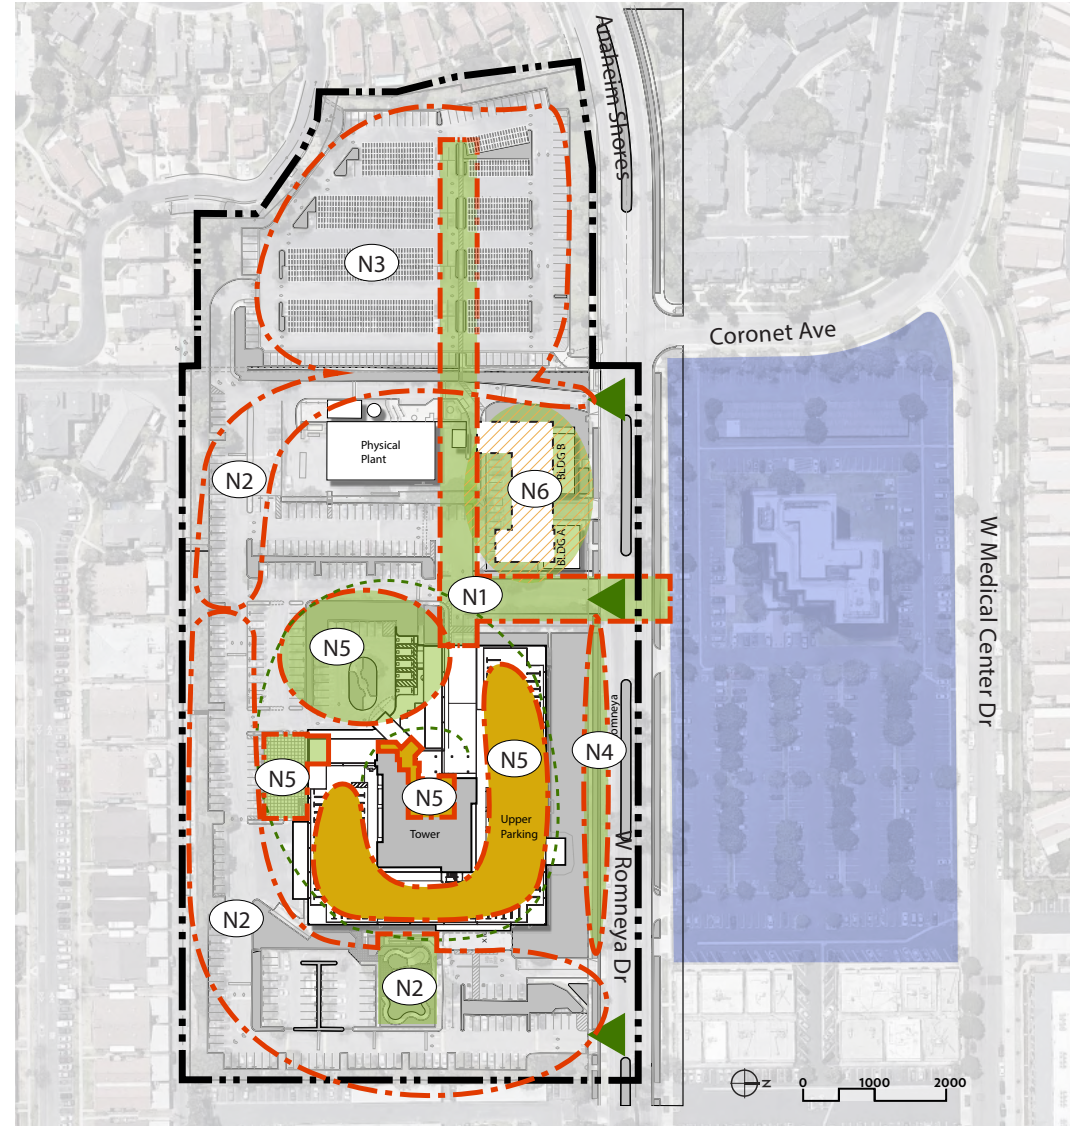 Anaheim Shores
N3
Coronet Ave
Physical
Plant
N2
BLDG B
N6
BLDG A
W Medical Center Dr
N1
N5
N4
N5
N5
N5
Upper
Parking
Tower
W Romneya Dr
N2
N2
Z
0 1000 2000